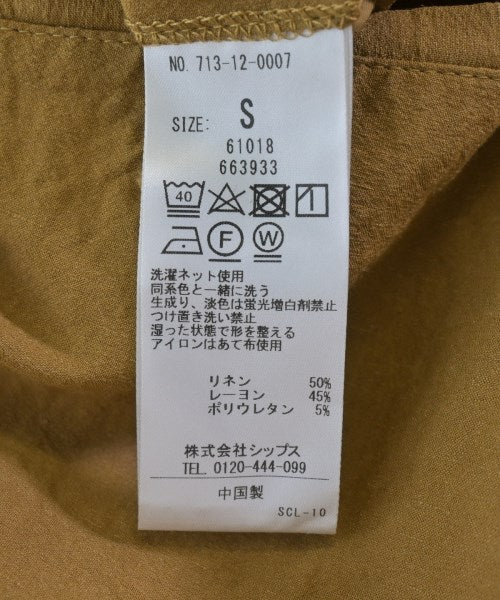 NO. 713-12-0007
SIZE: S
61018
663933
40
F W
洗濯ネット使用
同系色と一緒に洗う
生成り、淡色は蛍光増白剤禁止
つけ置き洗い禁止
湿った状態で形を整える
アイロンはあて布使用
リネン 50%
レーヨン 45%
ポリウレタン 5%
株式会社シップス
TEL. 0120-444-099
中国製
SCL-10